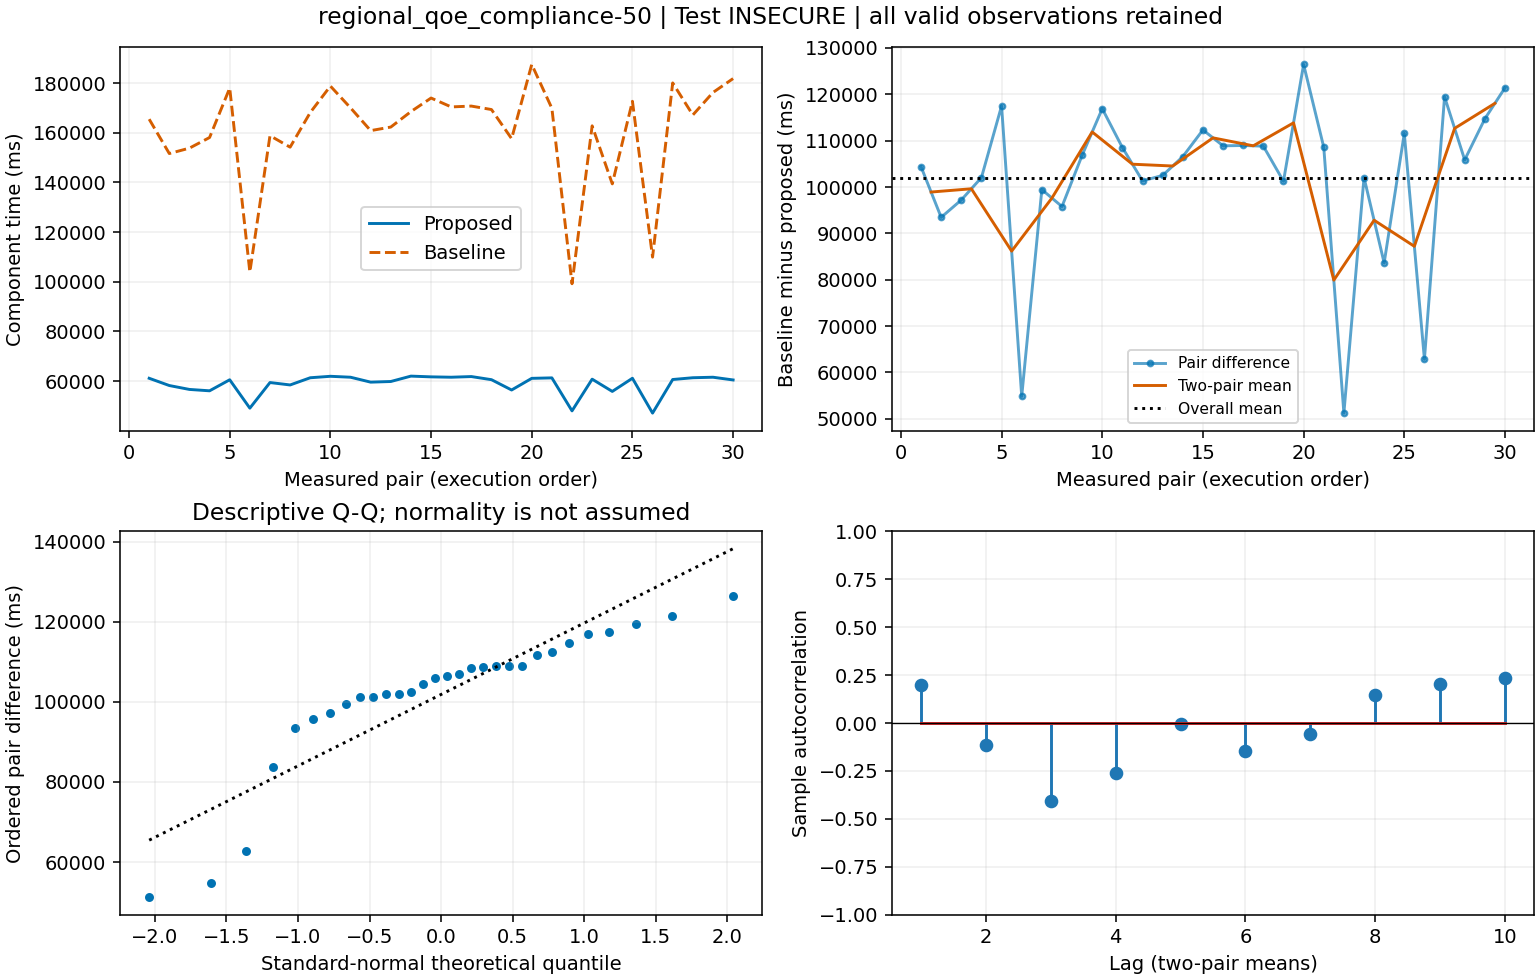 regional_qoe_compliance-50 | Test INSECURE | all valid observations retained
Component time (ms)
180000
160000
140000
120000
100000
80000
60000
Proposed
Baseline
0 5 10 15 20 25 30
Measured pair (execution order)
Baseline minus proposed (ms)
130000
120000
110000
100000
90000
80000
70000
60000
50000
Pair difference
Two-pair mean
Overall mean
0 5 10 15 20 25 30
Measured pair (execution order)
Descriptive Q-Q; normality is not assumed
Ordered pair difference (ms)
140000
120000
100000
80000
60000
−2.0 −1.5 −1.0 −0.5 0.0 0.5 1.0 1.5 2.0
Standard-normal theoretical quantile
Sample autocorrelation
1.00
0.75
0.50
0.25
0.00
−0.25
−0.50
−0.75
−1.00
2 4 6 8 10
Lag (two-pair means)